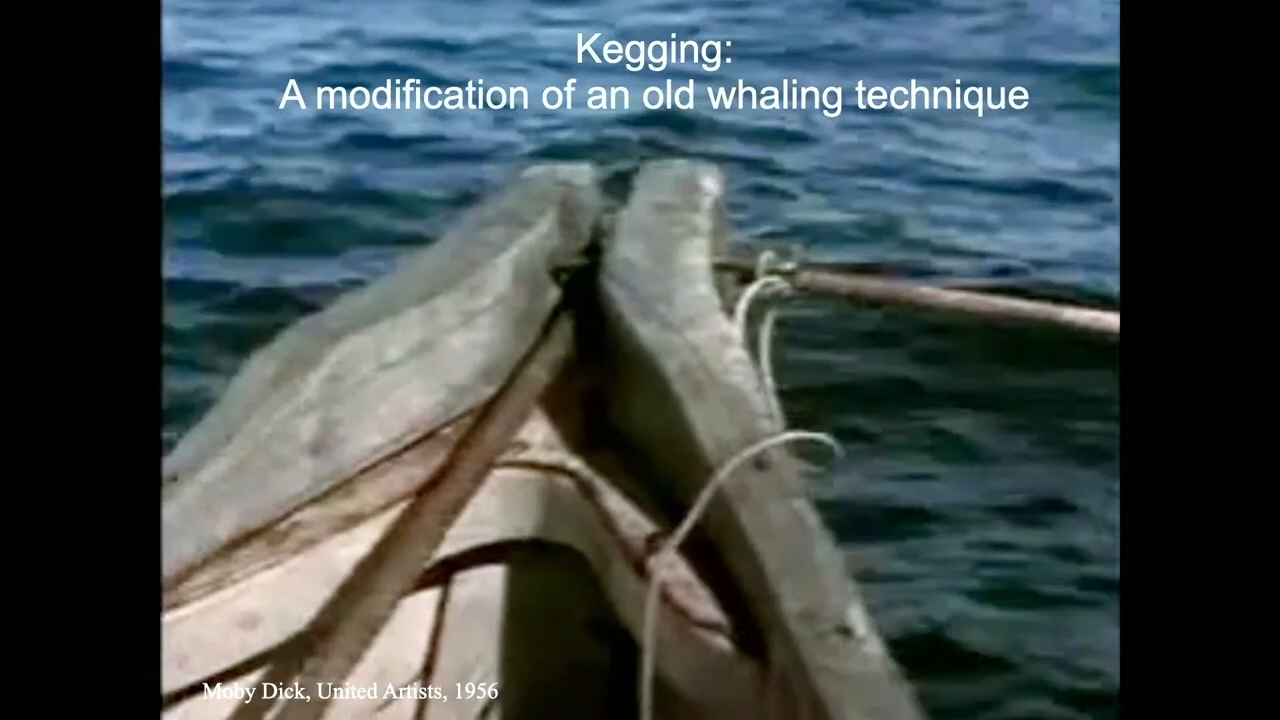 Kegging:
A modification of an old whaling technique
Moby Dick, United Artists, 1956